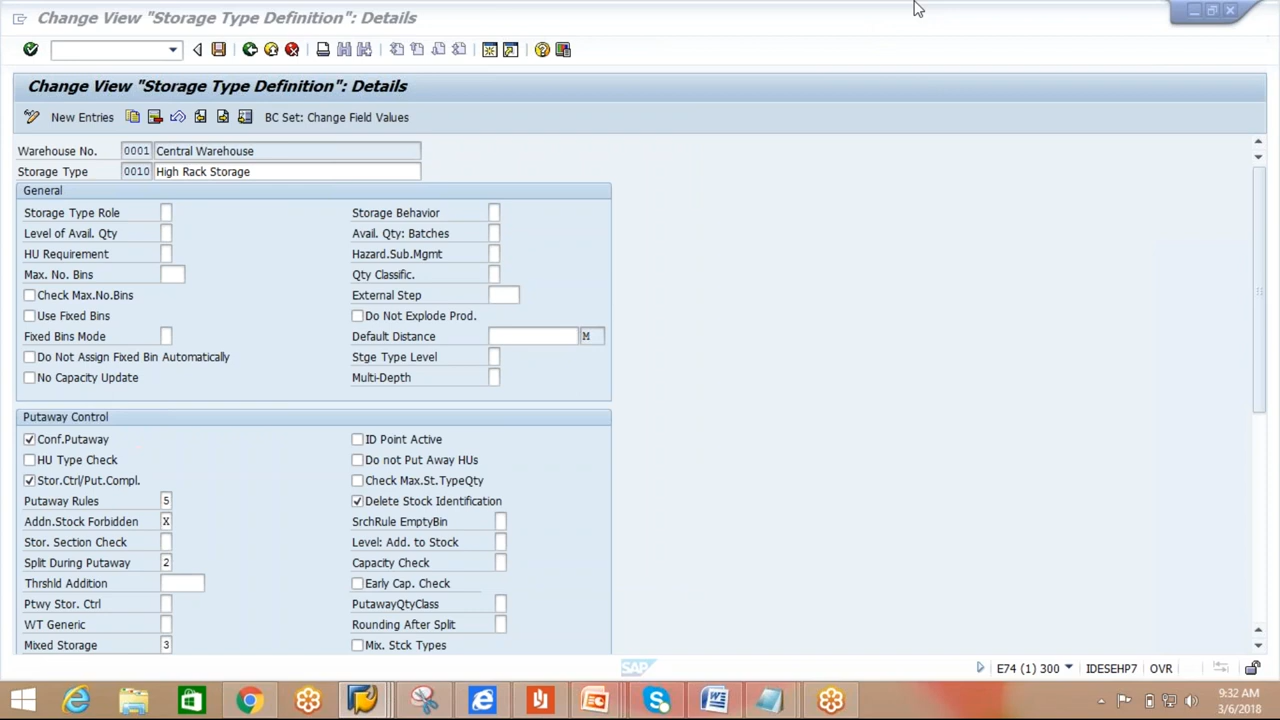 Change View "Storage Type Definition": Details
Change View "Storage Type Definition": Details
New Entries BC Set: Change Field Values
Warehouse No. 0001 Central Warehouse
Storage Type 0010 High Rack Storage
General
Storage Type Role Storage Behavior
Level of Avail. Qty Avail. Qty: Batches
HU Requirement Hazard.Sub.Mgmt
Max. No. Bins Qty Classific.
Check Max.No.Bins External Step
Use Fixed Bins Do Not Explode Prod.
Fixed Bins Mode Default Distance M
Do Not Assign Fixed Bin Automatically Stge Type Level
No Capacity Update Multi-Depth
Putaway Control
Conf.Putaway ID Point Active
HU Type Check Do not Put Away HUs
Stor.Ctrl/Put.Compl. Check Max.St.TypeQty
Putaway Rules 5 Delete Stock Identification
Addn.Stock Forbidden X SrchRule EmptyBin
Stor. Section Check Level: Add. to Stock
Split During Putaway 2 Capacity Check
Thrshld Addition Early Cap. Check
Ptwy Stor. Ctrl PutawayQtyClass
WT Generic Rounding After Split
Mixed Storage 3 Mix. Stck Types
SAP E74 (1) 300 IDESEHP7 OVR
9:32 AM
3/6/2018